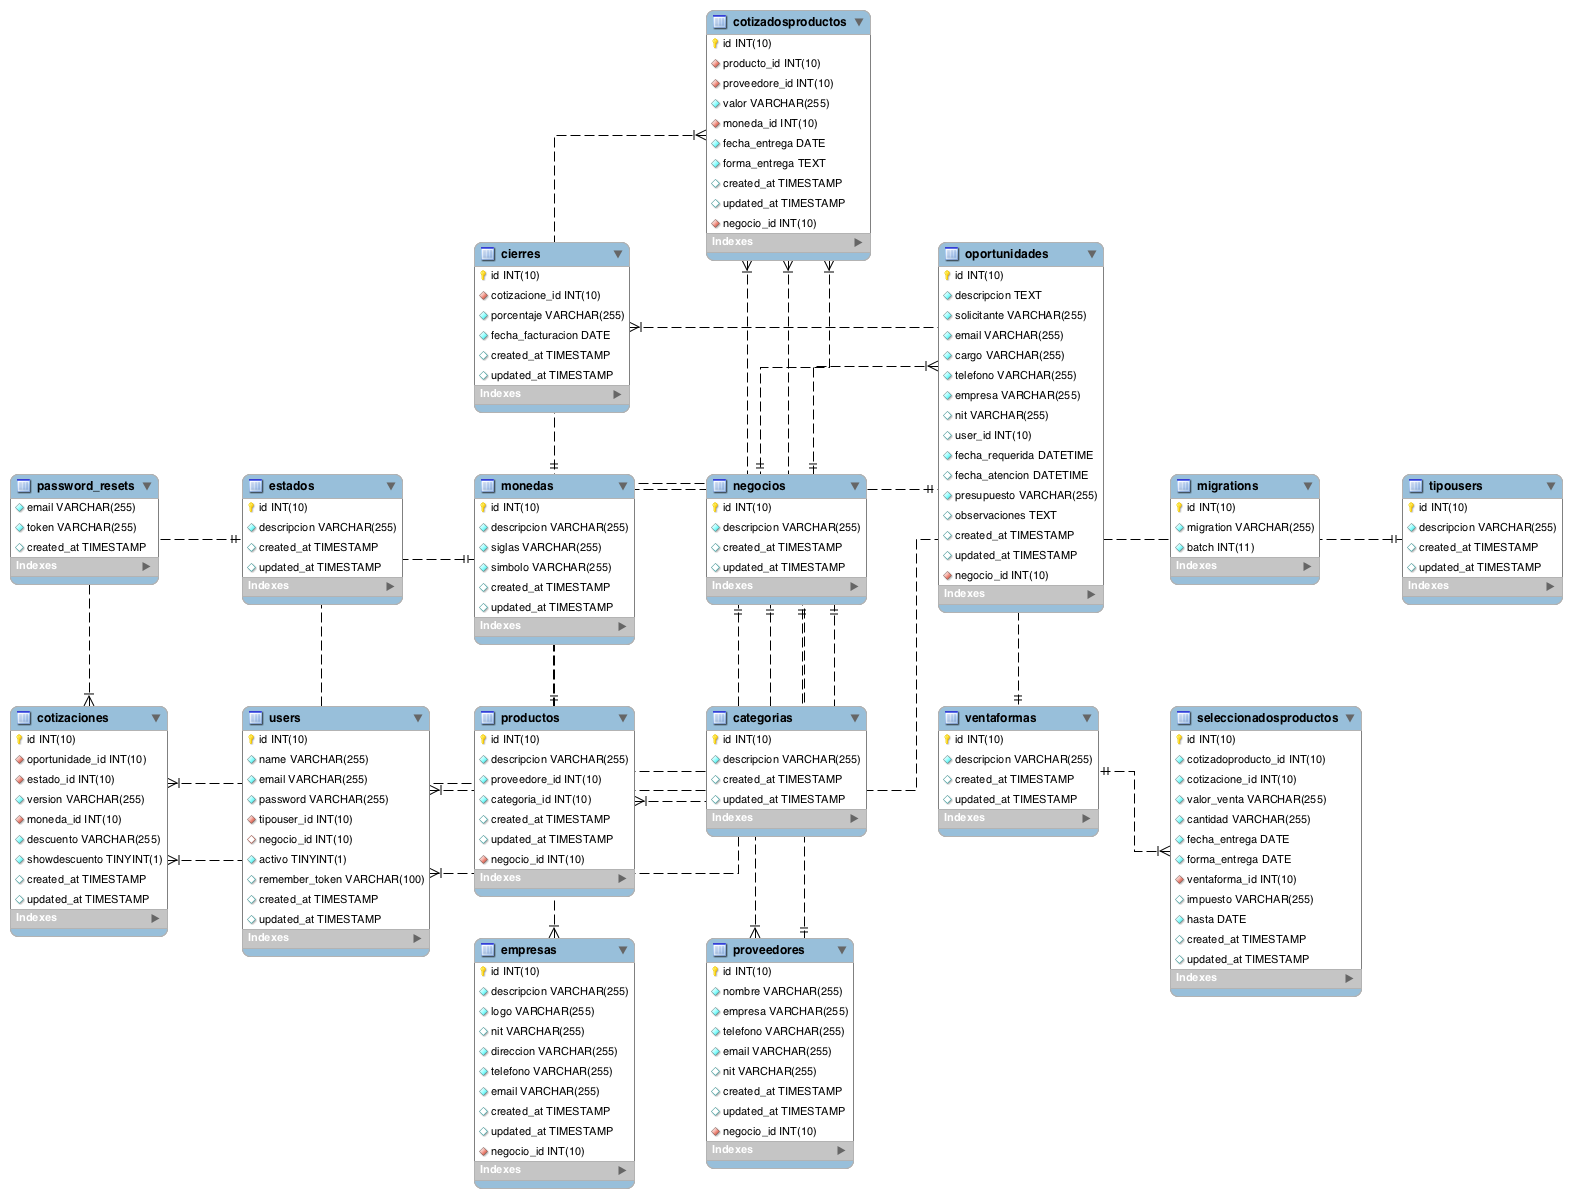 cotizadosproductos
id INT(10)
producto_id INT(10)
proveedore_id INT(10)
valor VARCHAR(255)
moneda_id INT(10)
fecha_entrega DATE
forma_entrega TEXT
created_at TIMESTAMP
updated_at TIMESTAMP
negocio_id INT(10)
Indexes
cierres
id INT(10)
cotizacione_id INT(10)
porcentaje VARCHAR(255)
fecha_facturacion DATE
created_at TIMESTAMP
updated_at TIMESTAMP
Indexes
oportunidades
id INT(10)
descripcion TEXT
solicitante VARCHAR(255)
email VARCHAR(255)
cargo VARCHAR(255)
telefono VARCHAR(255)
empresa VARCHAR(255)
nit VARCHAR(255)
user_id INT(10)
fecha_requerida DATETIME
fecha_atencion DATETIME
presupuesto VARCHAR(255)
observaciones TEXT
created_at TIMESTAMP
updated_at TIMESTAMP
negocio_id INT(10)
Indexes
password_resets
email VARCHAR(255)
token VARCHAR(255)
created_at TIMESTAMP
Indexes
estados
id INT(10)
descripcion VARCHAR(255)
created_at TIMESTAMP
updated_at TIMESTAMP
Indexes
monedas
id INT(10)
descripcion VARCHAR(255)
siglas VARCHAR(255)
simbolo VARCHAR(255)
created_at TIMESTAMP
updated_at TIMESTAMP
Indexes
negocios
id INT(10)
descripcion VARCHAR(255)
created_at TIMESTAMP
updated_at TIMESTAMP
Indexes
migrations
id INT(10)
migration VARCHAR(255)
batch INT(11)
Indexes
tipousers
id INT(10)
descripcion VARCHAR(255)
created_at TIMESTAMP
updated_at TIMESTAMP
Indexes
cotizaciones
id INT(10)
oportunidade_id INT(10)
estado_id INT(10)
version VARCHAR(255)
moneda_id INT(10)
descuento VARCHAR(255)
showdescuento TINYINT(1)
created_at TIMESTAMP
updated_at TIMESTAMP
Indexes
users
id INT(10)
name VARCHAR(255)
email VARCHAR(255)
password VARCHAR(255)
tipouser_id INT(10)
negocio_id INT(10)
activo TINYINT(1)
remember_token VARCHAR(100)
created_at TIMESTAMP
updated_at TIMESTAMP
Indexes
productos
id INT(10)
descripcion VARCHAR(255)
proveedore_id INT(10)
categoria_id INT(10)
created_at TIMESTAMP
updated_at TIMESTAMP
negocio_id INT(10)
Indexes
categorias
id INT(10)
descripcion VARCHAR(255)
created_at TIMESTAMP
updated_at TIMESTAMP
Indexes
ventaformas
id INT(10)
descripcion VARCHAR(255)
created_at TIMESTAMP
updated_at TIMESTAMP
Indexes
seleccionadosproductos
id INT(10)
cotizadoproducto_id INT(10)
cotizacione_id INT(10)
valor_venta VARCHAR(255)
cantidad VARCHAR(255)
fecha_entrega DATE
forma_entrega DATE
ventaforma_id INT(10)
impuesto VARCHAR(255)
hasta DATE
created_at TIMESTAMP
updated_at TIMESTAMP
Indexes
empresas
id INT(10)
descripcion VARCHAR(255)
logo VARCHAR(255)
nit VARCHAR(255)
direccion VARCHAR(255)
telefono VARCHAR(255)
email VARCHAR(255)
created_at TIMESTAMP
updated_at TIMESTAMP
negocio_id INT(10)
Indexes
proveedores
id INT(10)
nombre VARCHAR(255)
empresa VARCHAR(255)
telefono VARCHAR(255)
email VARCHAR(255)
nit VARCHAR(255)
created_at TIMESTAMP
updated_at TIMESTAMP
negocio_id INT(10)
Indexes